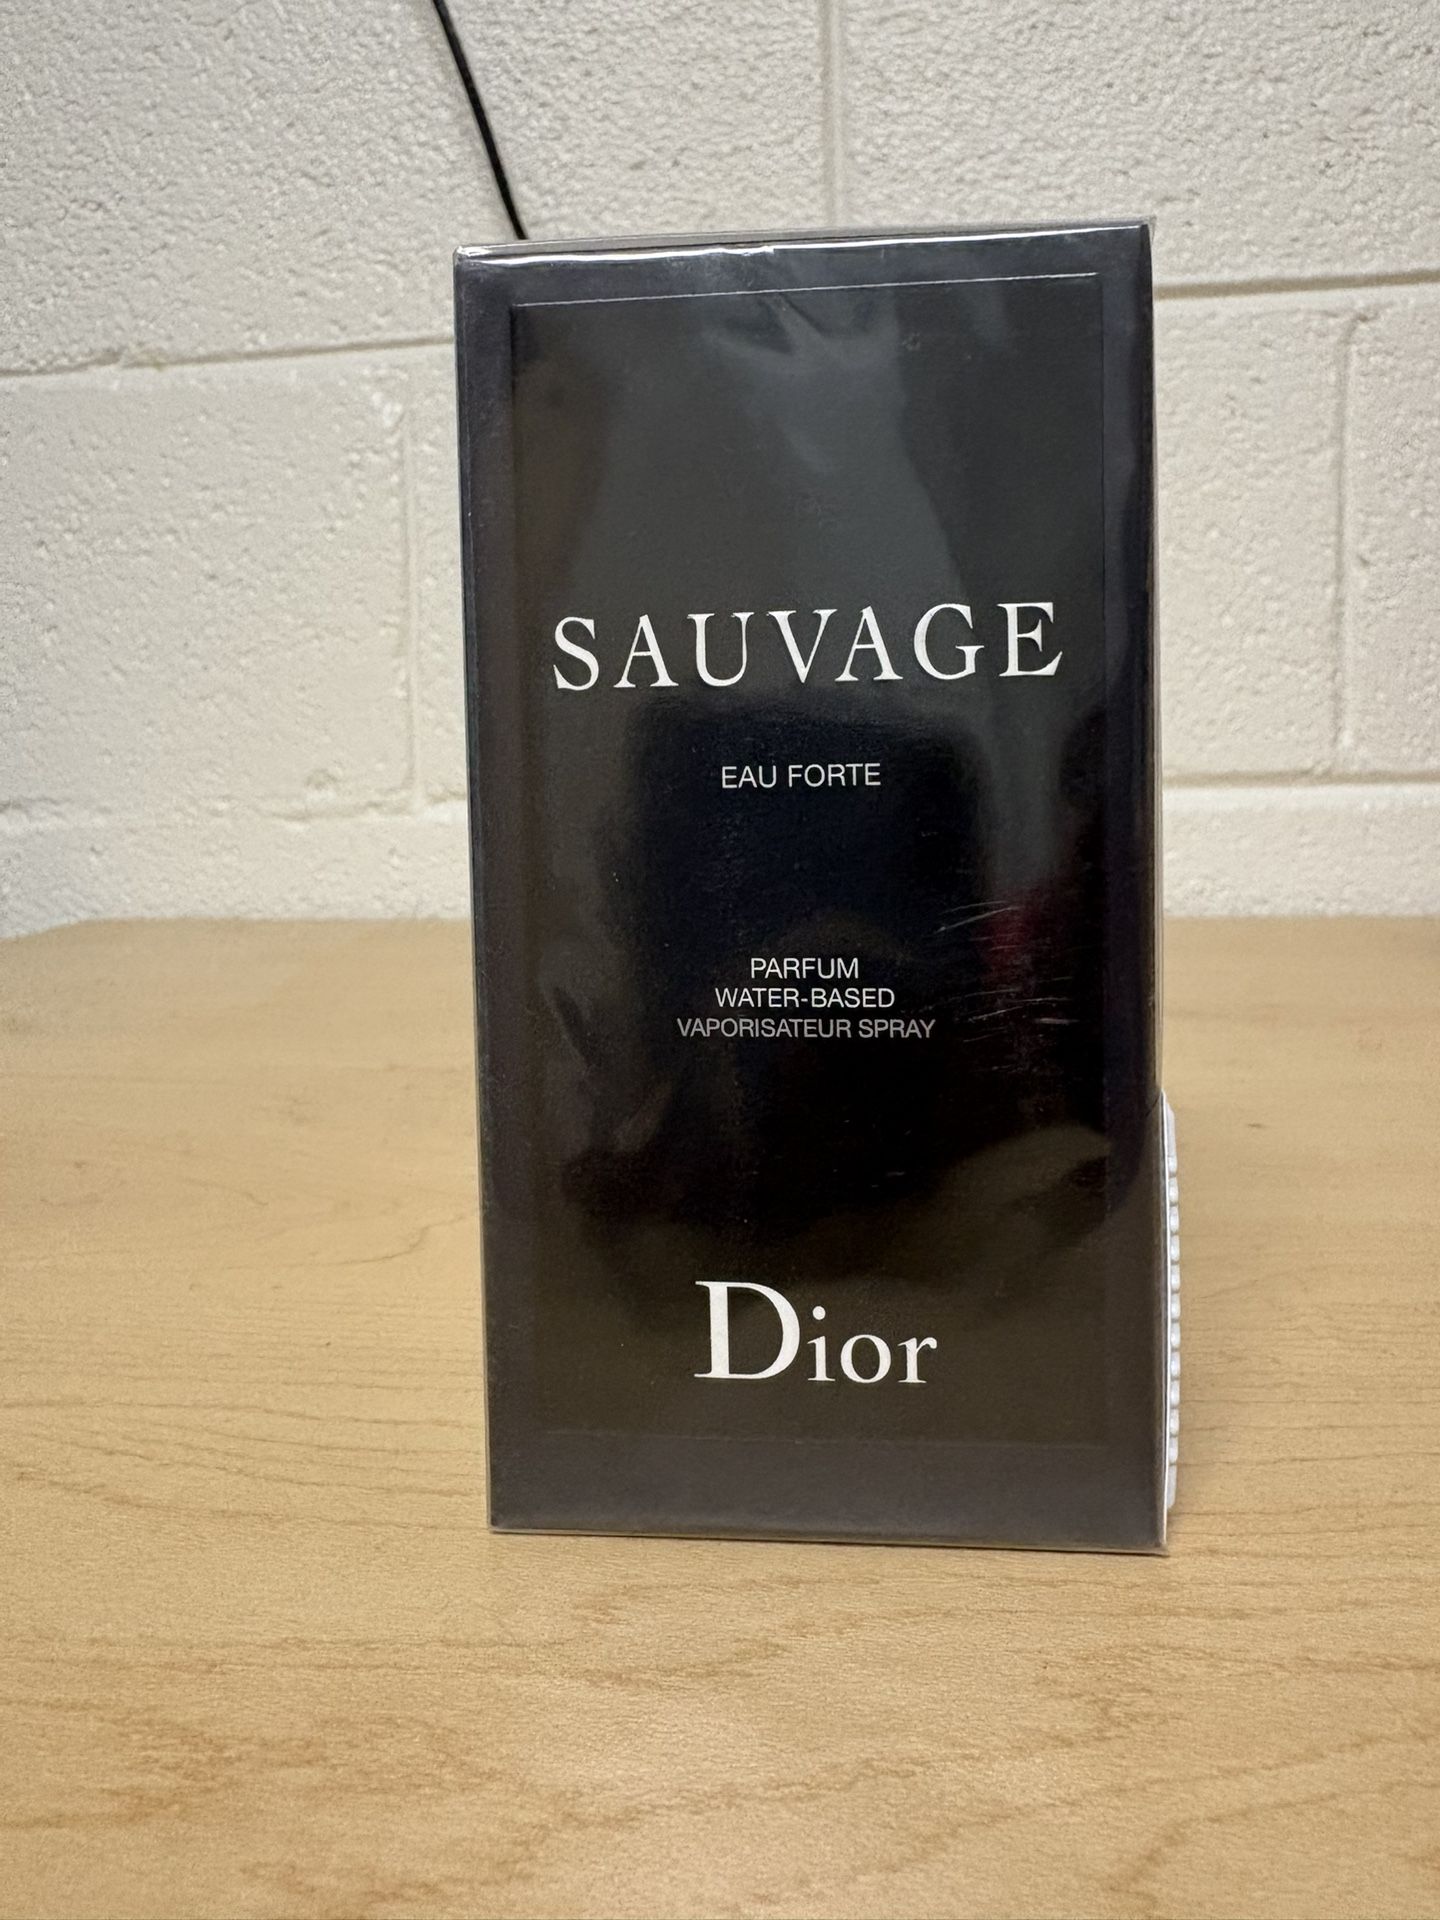 SAUVAGE
EAU FORTE
PARFUM
WATER-BASED
VAPORISATEUR SPRAY
Dior